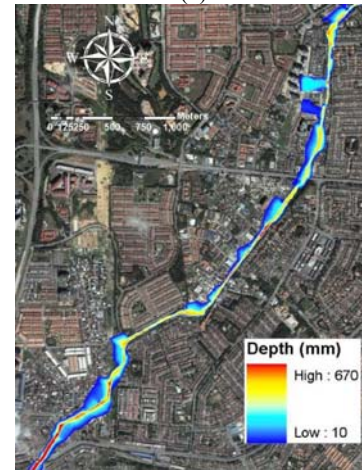 N
W E
S
Meters
0 125250 500 750 1,000
Depth (mm)
High : 670
Low : 10